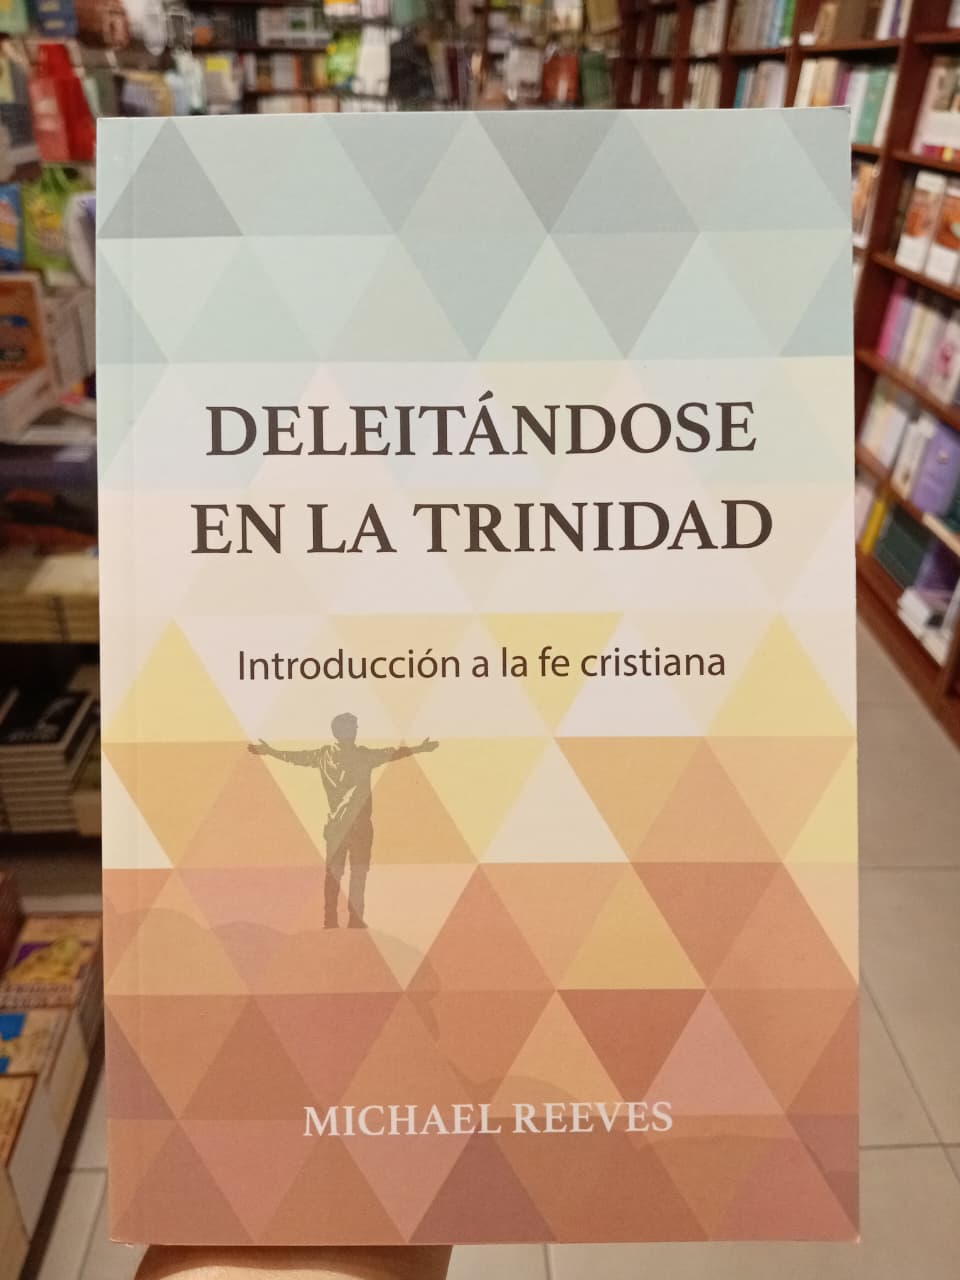 DELEITÁNDOSE
EN LA TRINIDAD
Introducción a la fe cristiana
MICHAEL REEVES